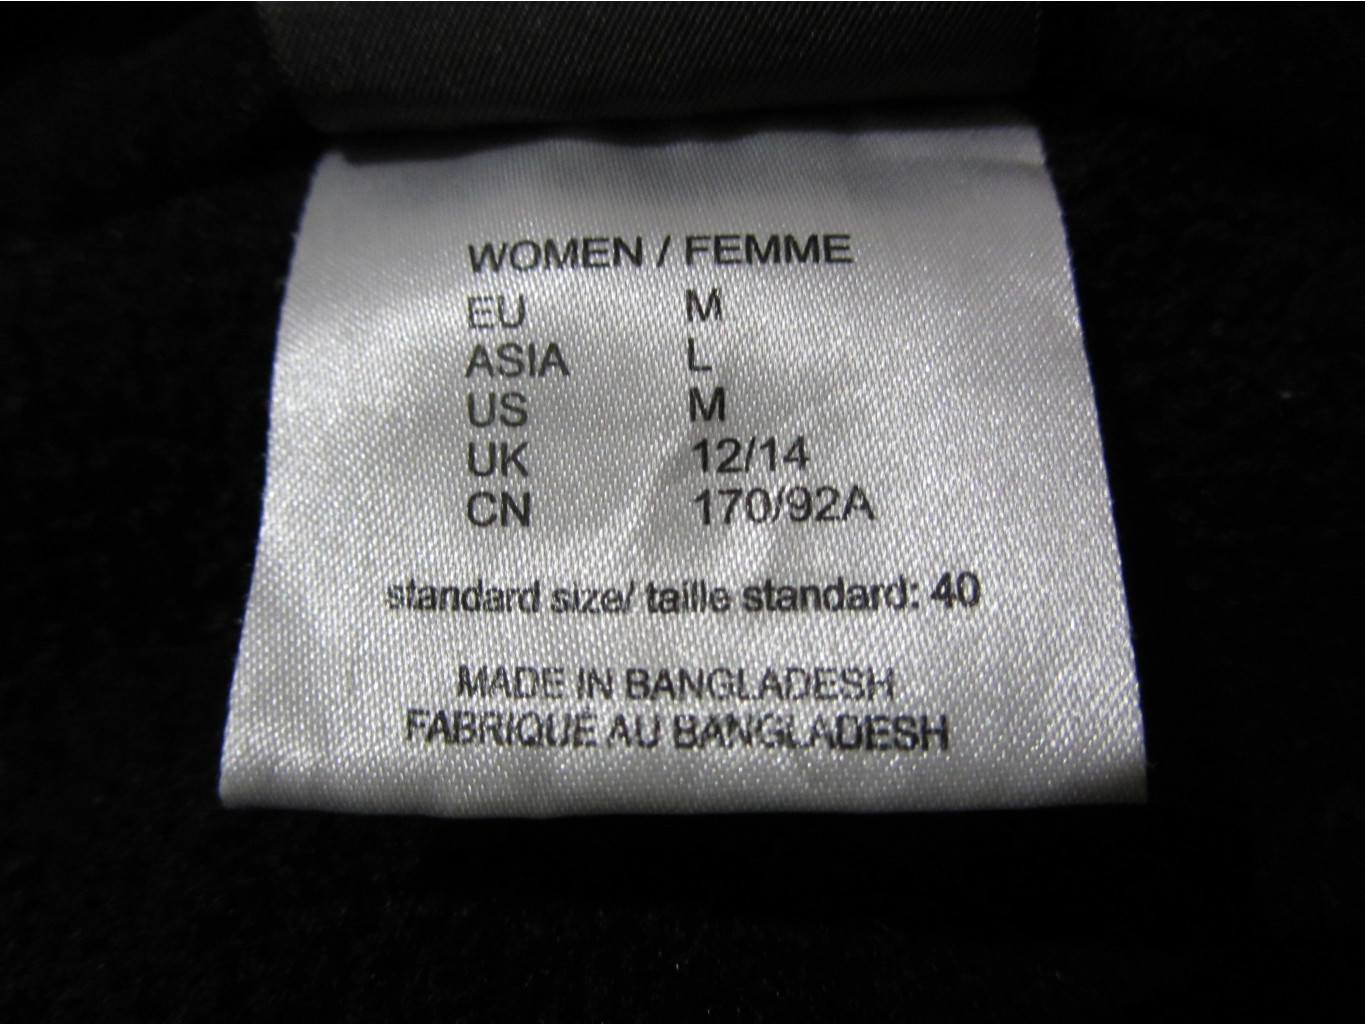 WOMEN / FEMME
EU M
ASIA L
US M
UK 12/14
CN 170/92A
standard size/ taille standard: 40
MADE IN BANGLADESH
FABRIQUÉ AU BANGLADESH